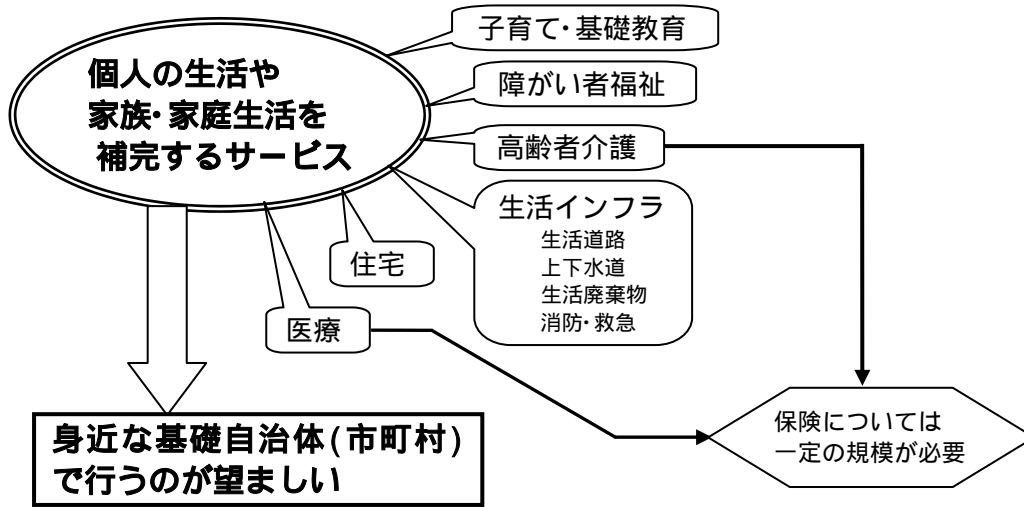 子育て・基礎教育
個人の生活や
家族・家庭生活を
補完するサービス
障がい者福祉
高齢者介護
生活インフラ
生活道路
上下水道
生活廃棄物
消防・救急
住宅
医療
身近な基礎自治体(市町村)
で行うのが望ましい
保険については
一定の規模が必要